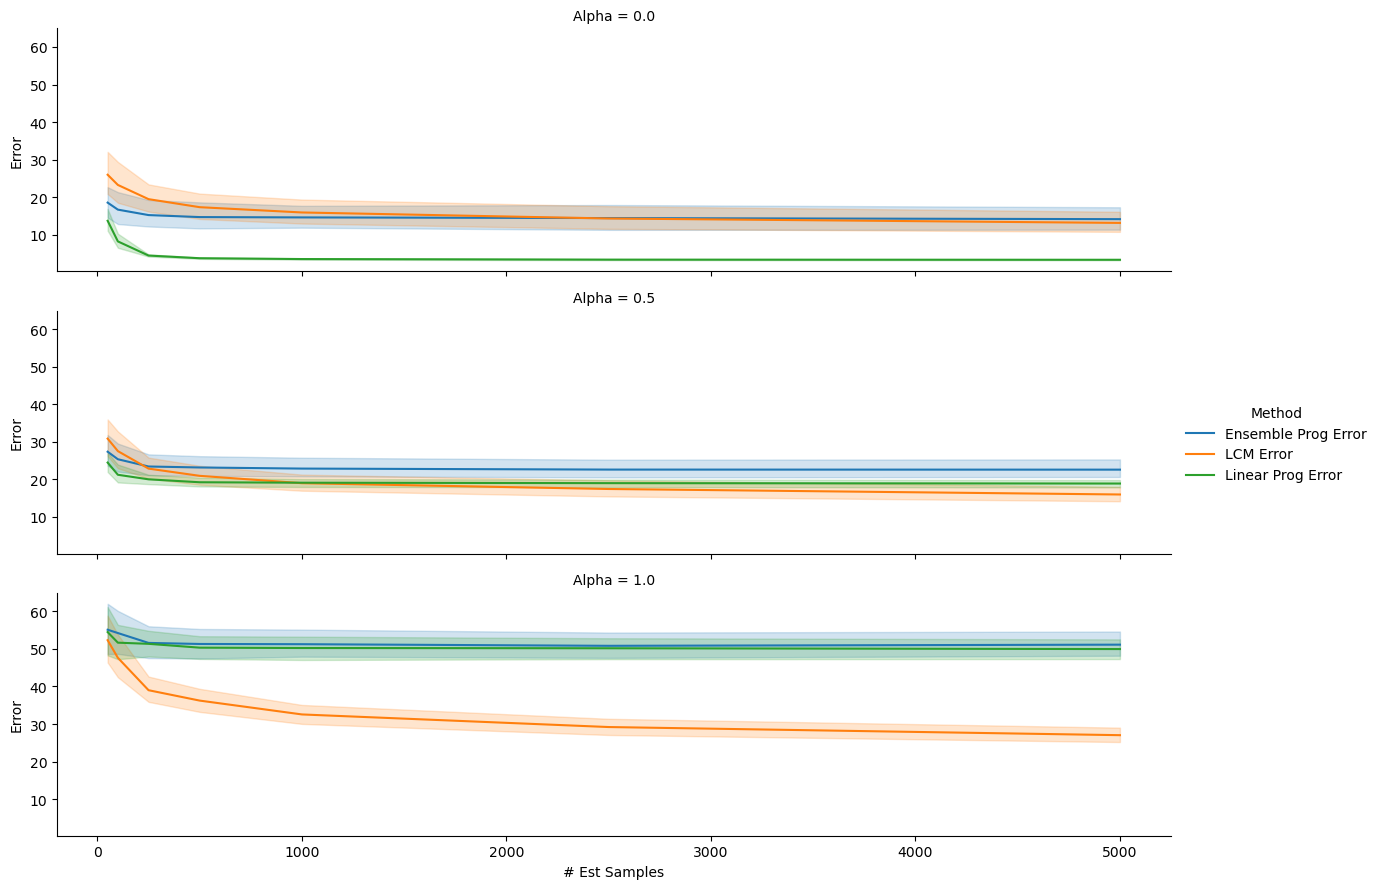 Alpha = 0.0
60
50
40
30
20
10
Error
Alpha = 0.5
60
50
40
30
20
10
Error
Method
Ensemble Prog Error
LCM Error
Linear Prog Error
Alpha = 1.0
60
50
40
30
20
10
Error
0 1000 2000 3000 4000 5000
# Est Samples